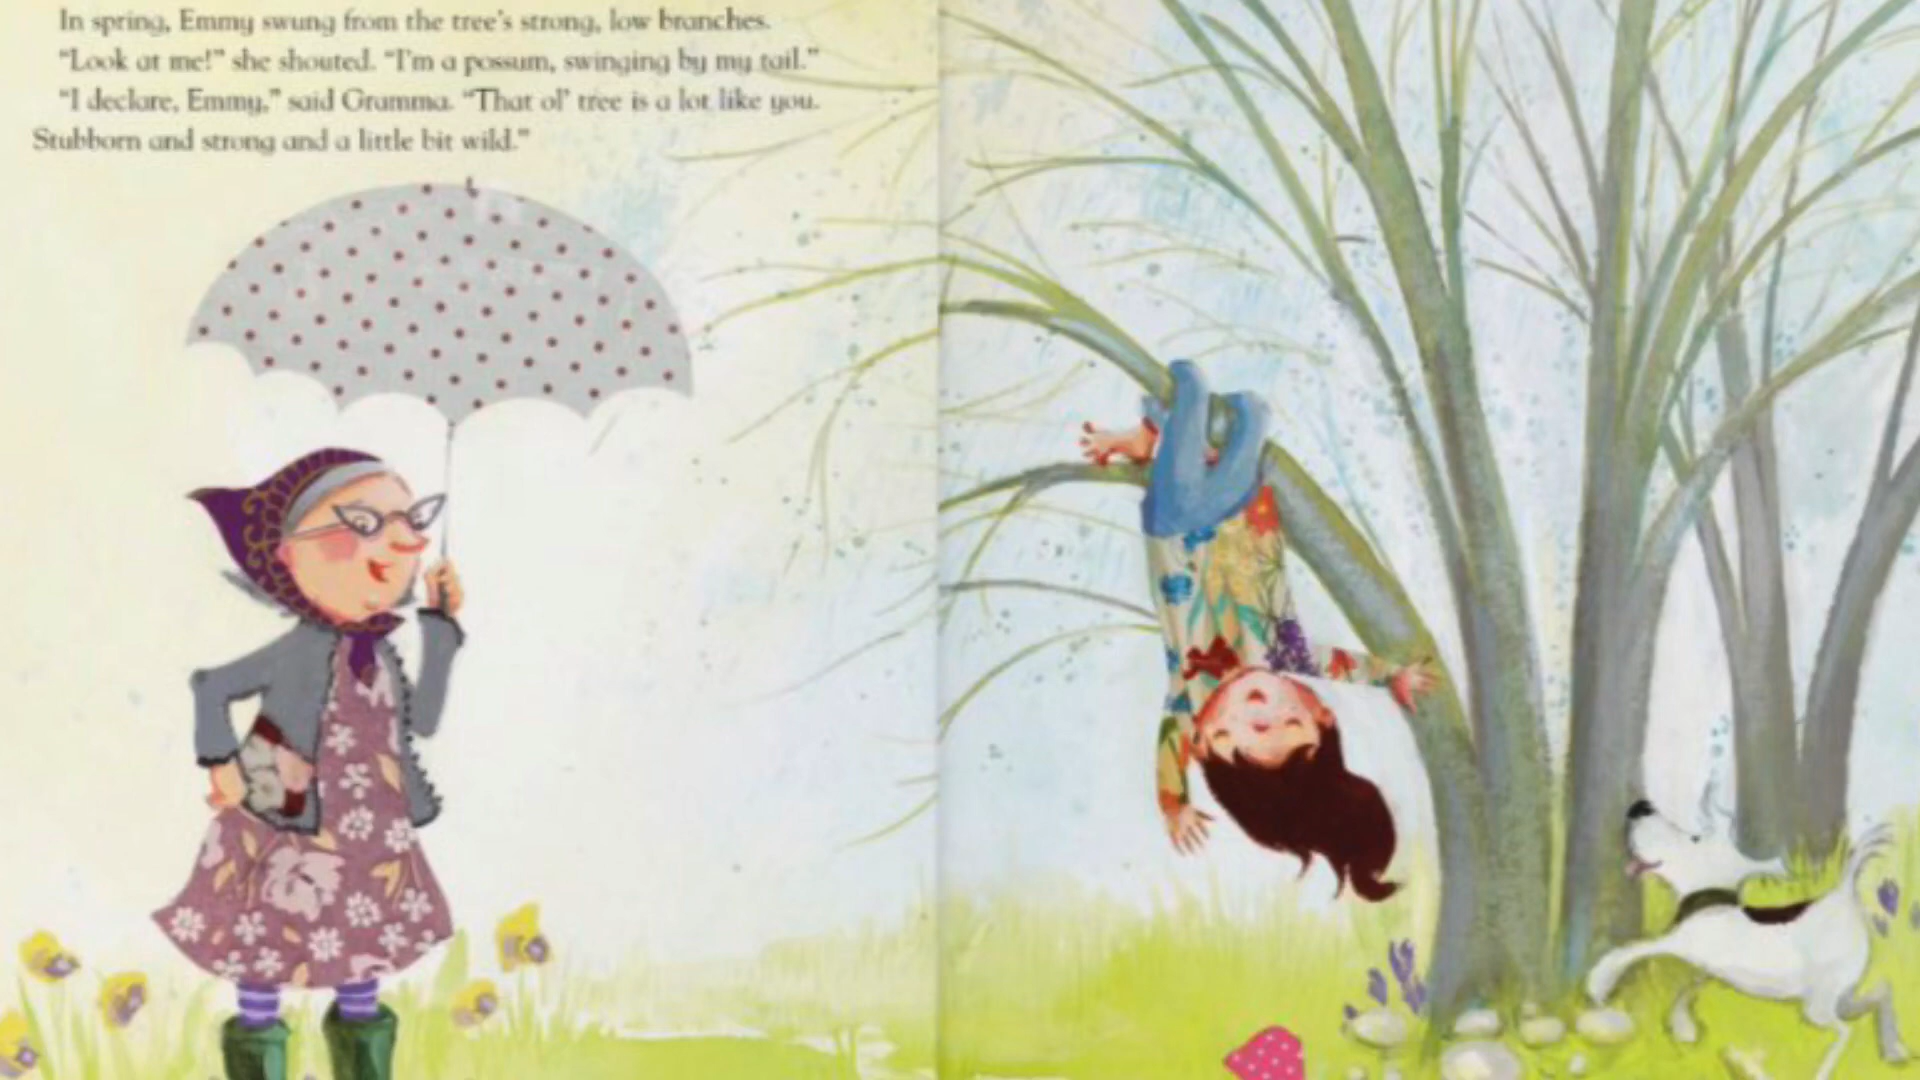 In spring, Emmy swung from the tree's strong, low branches.
“Look at me!” she shouted. “I'm a possum, swinging by my tail.”
“I declare, Emmy,” said Gramma. “That ol' tree is a lot like you.
Stubborn and strong and a little bit wild.”